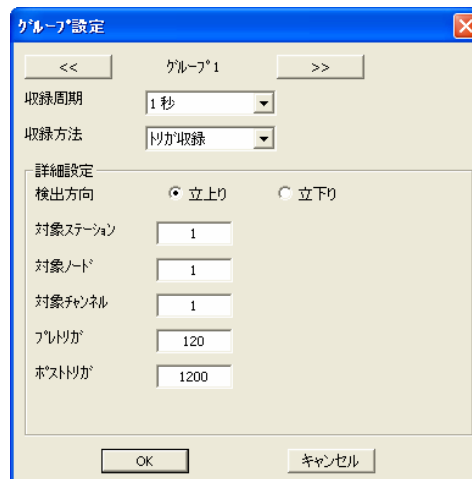 ｸﾞﾙｰﾌﾟ設定
<< ｸﾞﾙｰﾌﾟ1 >>
収録周期 1 秒
収録方法 ﾄﾘｶﾞ収録
詳細設定
検出方向 立上り 立下り
対象ｽﾃｰｼｮﾝ 1
対象ﾉｰﾄﾞ 1
対象ﾁｬﾝﾈﾙ 1
ﾌﾟﾚﾄﾘｶﾞ 120
ﾎﾟｽﾄﾄﾘｶﾞ 1200
OK ｷｬﾝｾﾙ